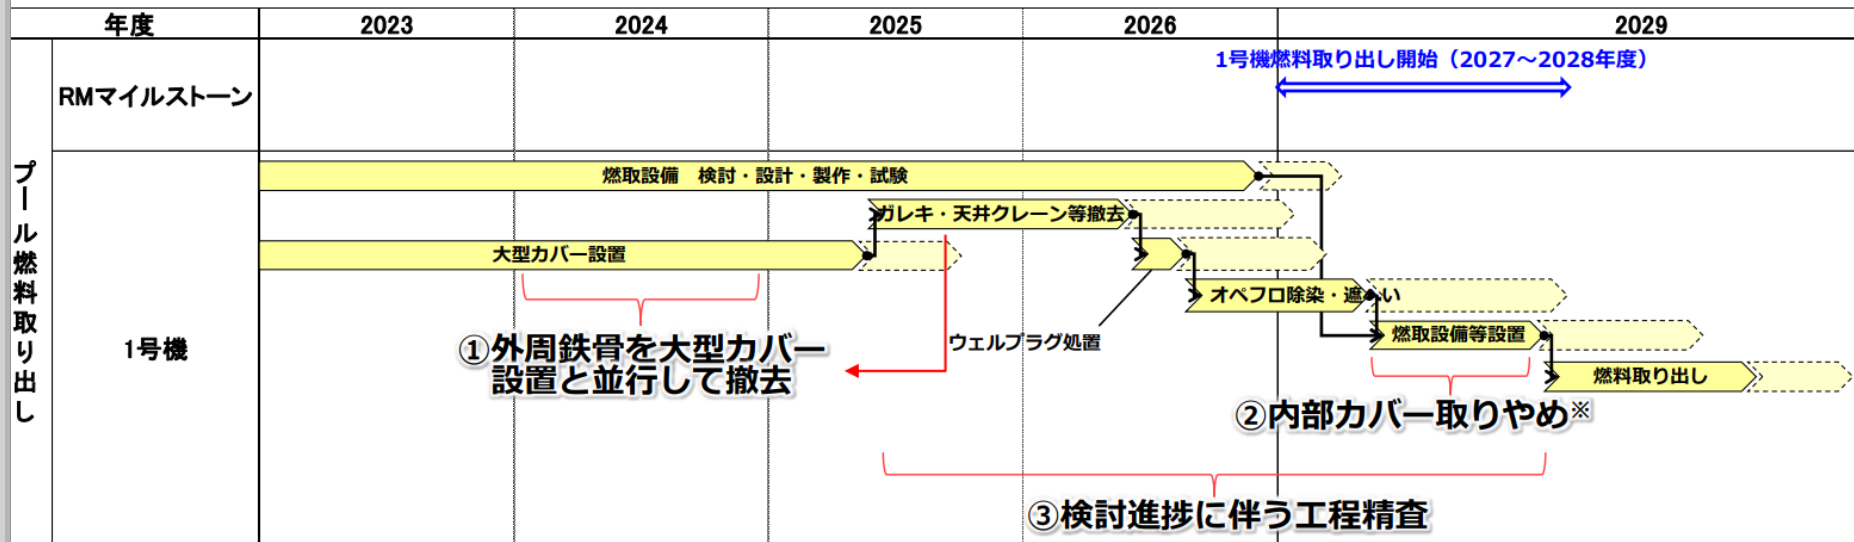 年度
2023
2024
2025
2026
2029
RMマイルストーン
1号機燃料取り出し開始（2027～2028年度）
プール燃料取り出し
1号機
燃取設備　検討・設計・製作・試験
ガレキ・天井クレーン等撤去
大型カバー設置
オペフロ除染・遮へい
ウェルプラグ処置
燃取設備等設置
燃料取り出し
①外周鉄骨を大型カバー
設置と並行して撤去
②内部カバー取りやめ※
③検討進捗に伴う工程精査